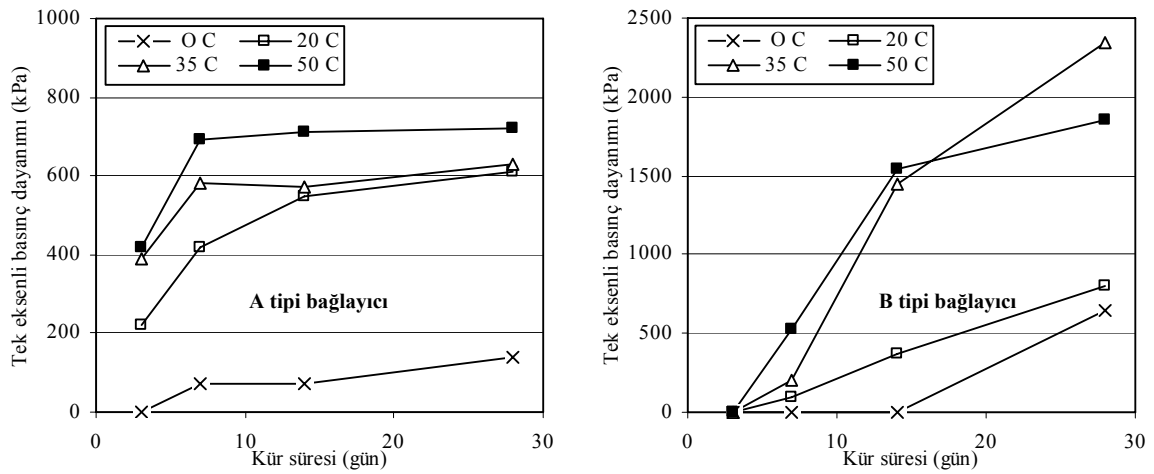 Tek eksenli basınç dayanımı (kPa)
1000
800
600
400
200
0
O C
20 C
35 C
50 C
A tipi bağlayıcı
0
10
20
30
Kür süresi (gün)
Tek eksenli basınç dayanımı (kPa)
2500
2000
1500
1000
500
0
O C
20 C
35 C
50 C
B tipi bağlayıcı
0
10
20
30
Kür süresi (gün)